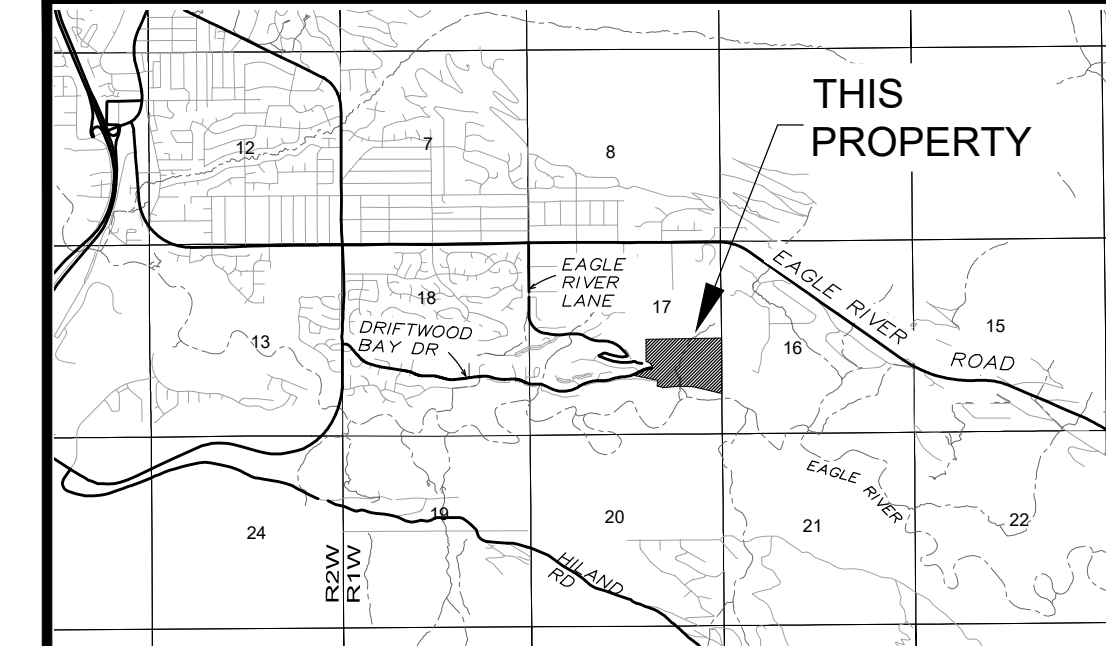 THIS
PROPERTY
12
7
8
EAGLE
RIVER
LANE
EAGLE RIVER
ROAD
18
17
15
DRIFTWOOD
BAY DR
13
16
EAGLE RIVER
24
19
20
21
22
R2W
R1W
HILAND
RD